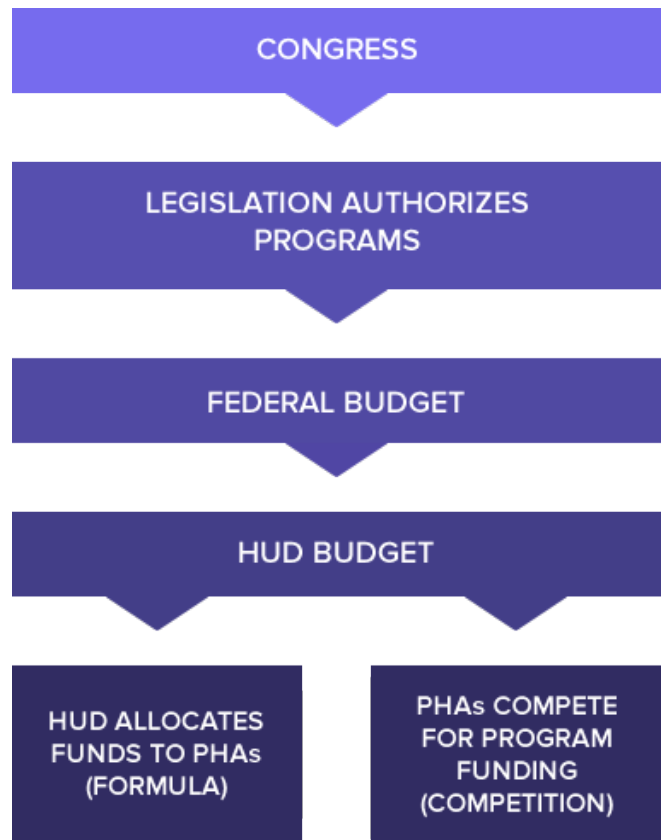 CONGRESS
LEGISLATION AUTHORIZES
PROGRAMS
FEDERAL BUDGET
HUD BUDGET
HUD ALLOCATES
FUNDS TO PHAs
(FORMULA)
PHAs COMPETE
FOR PROGRAM
FUNDING
(COMPETITION)